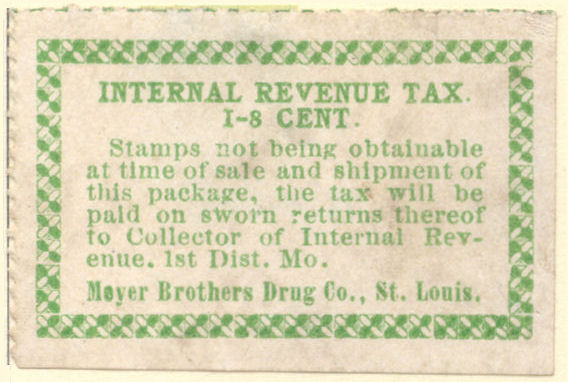 INTERNAL REVENUE TAX.
1-8 CENT.
Stamps not being obtainable
at time of sale and shipment of
this package, the tax will be
paid on sworn returns thereof
to Collector of Internal Rev-
enue. 1st Dist. Mo.
Meyer Brothers Drug Co., St. Louis.